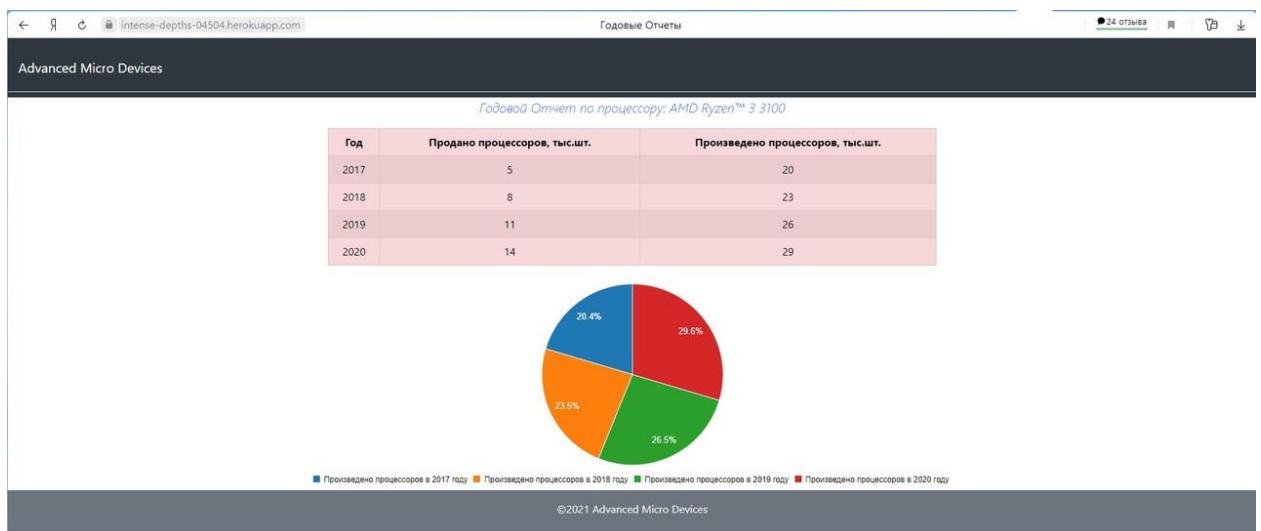 intense-depths-04504.herokuapp.com Годовые Отчеты 24 отзыва
Advanced Micro Devices
Годовой Отчет по процессору: AMD Ryzen™ 3 3100
Год Продано процессоров, тыс.шт. Произведено процессоров, тыс.шт.
2017 5 20
2018 8 23
2019 11 26
2020 14 29
20.4% 29.6%
23.5%
26.5%
Произведено процессоров в 2017 году Произведено процессоров в 2018 году Произведено процессоров в 2019 году Произведено процессоров в 2020 году
©2021 Advanced Micro Devices